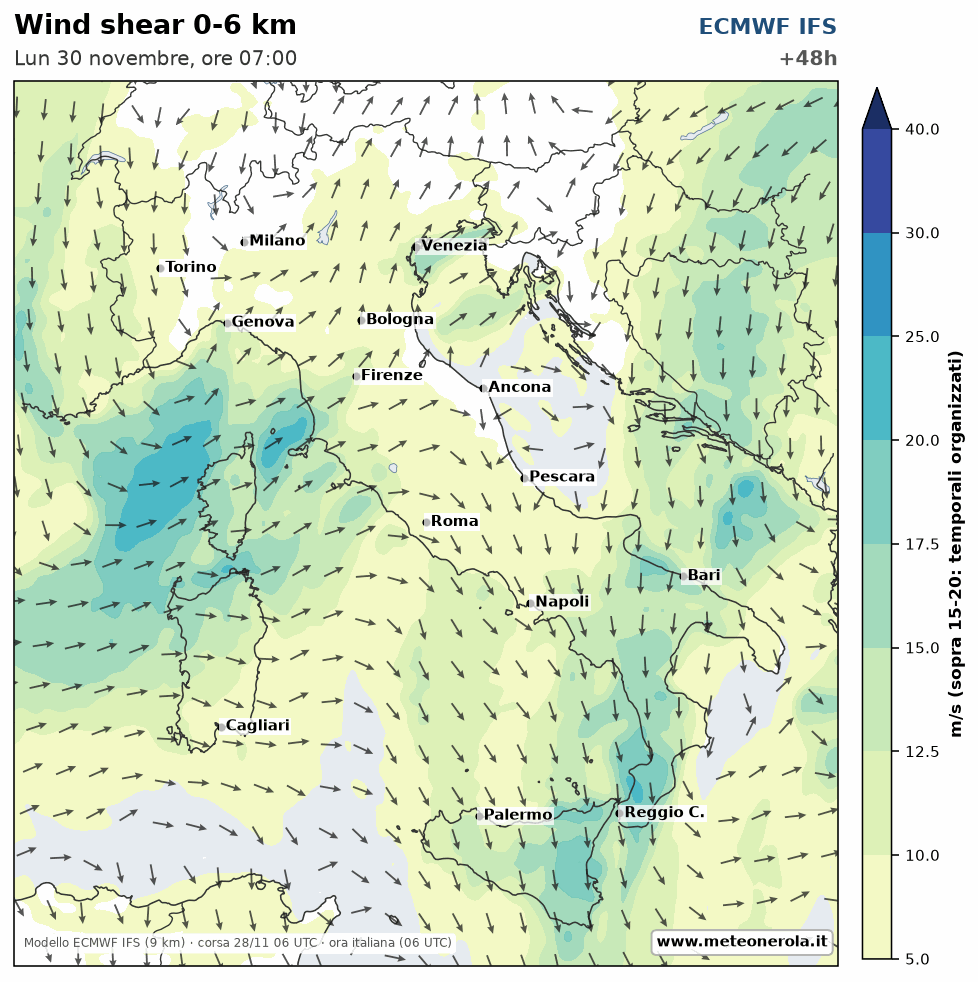 Wind shear 0-6 km
ECMWF IFS
Lun 30 novembre, ore 07:00
+48h
40.0
30.0
25.0
20.0
17.5
15.0
12.5
10.0
5.0
m/s (sopra 15-20: temporali organizzati)
Milano
Venezia
Torino
Genova
Bologna
Firenze
Ancona
Pescara
Roma
Bari
Napoli
Cagliari
Palermo
Reggio C.
Modello ECMWF IFS (9 km) · corsa 28/11 06 UTC · ora italiana (06 UTC)
www.meteonerola.it